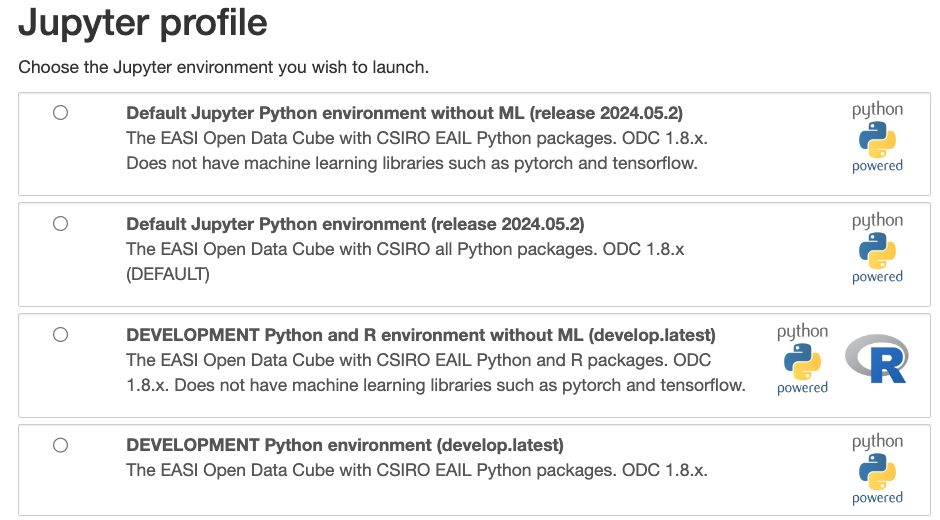 Jupyter profile
Choose the Jupyter environment you wish to launch.
Default Jupyter Python environment without ML (release 2024.05.2)
The EASI Open Data Cube with CSIRO EAIL Python packages. ODC 1.8.x.
Does not have machine learning libraries such as pytorch and tensorflow.
python
powered
Default Jupyter Python environment (release 2024.05.2)
The EASI Open Data Cube with CSIRO all Python packages. ODC 1.8.x
(DEFAULT)
python
powered
DEVELOPMENT Python and R environment without ML (develop.latest)
The EASI Open Data Cube with CSIRO EAIL Python and R packages. ODC
1.8.x. Does not have machine learning libraries such as pytorch and tensorflow.
python
powered
R
DEVELOPMENT Python environment (develop.latest)
The EASI Open Data Cube with CSIRO EAIL Python packages. ODC 1.8.x.
python
powered